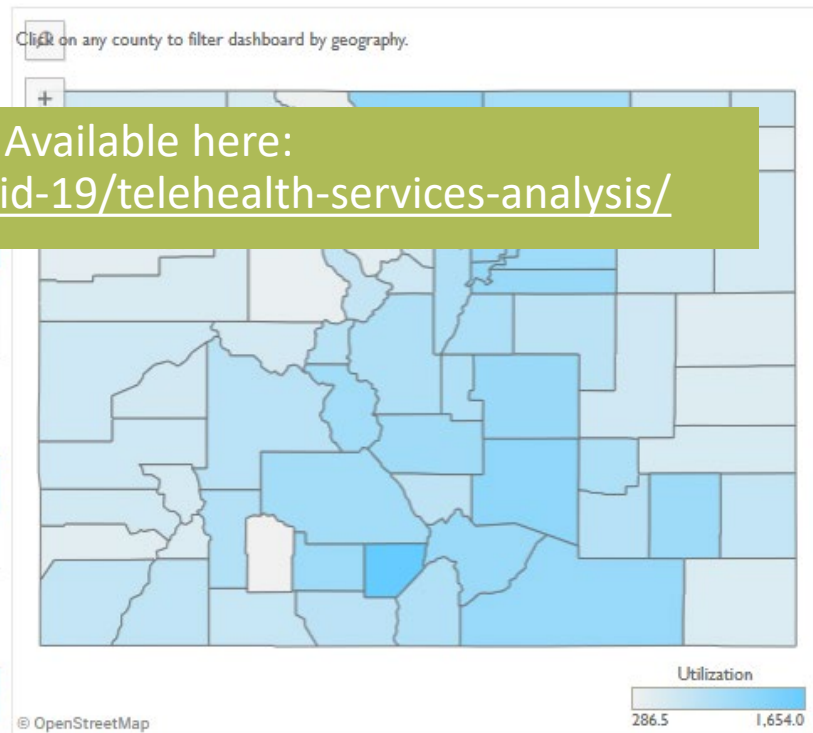 Click on any county to filter dashboard by geography.
+
Available here:
id-19/telehealth-services-analysis/
Utilization
286.5 1,654.0
© OpenStreetMap